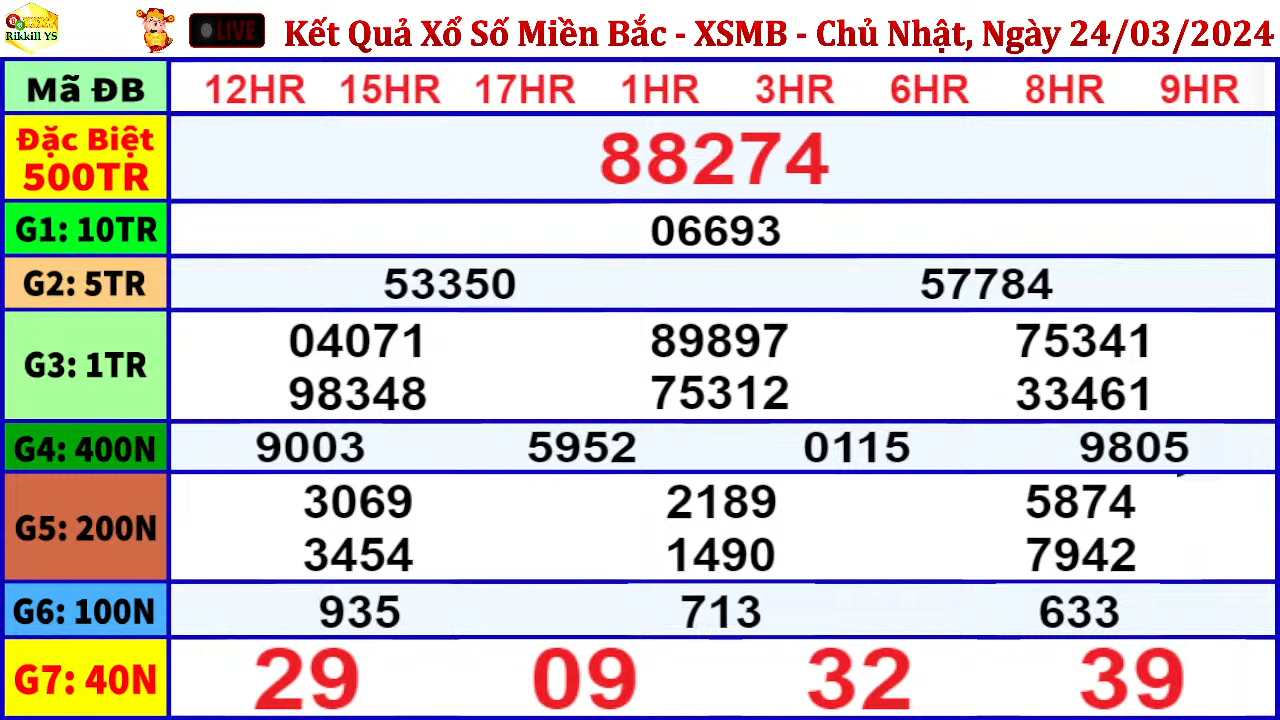 Rikkill YS
LIVE
Kết Quả Xổ Số Miền Bắc - XSMB - Chủ Nhật, Ngày 24/03/2024
Mã ĐB 12HR 15HR 17HR 1HR 3HR 6HR 8HR 9HR
Đặc Biệt
500TR
88274
G1: 10TR 06693
G2: 5TR 53350 57784
G3: 1TR
04071 89897 75341
98348 75312 33461
G4: 400N 9003 5952 0115 9805
G5: 200N
3069 2189 5874
3454 1490 7942
G6: 100N 935 713 633
G7: 40N 29 09 32 39